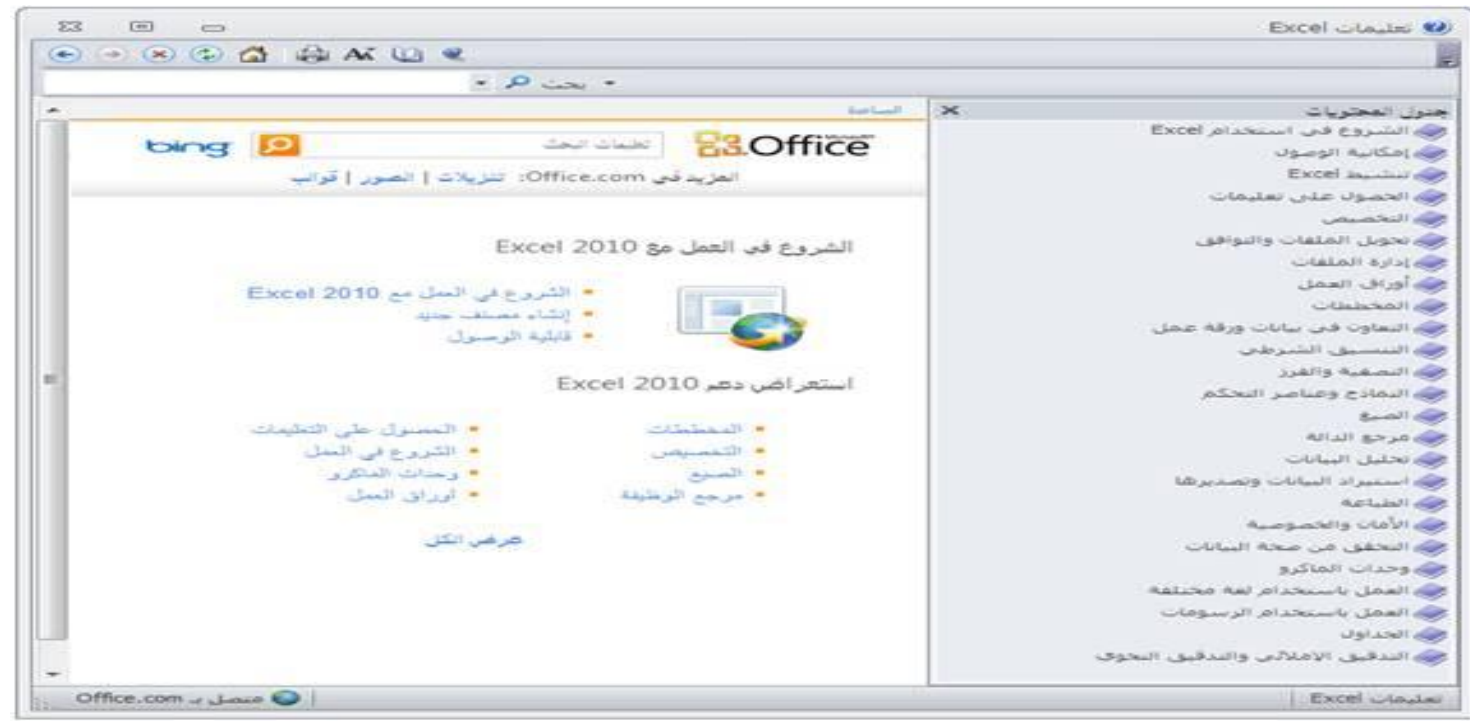 تعليمات Excel
بحث
جدول المحتويات
الشروع في استخدام Excel
إمكانية الوصول
تنشيط Excel
الحصول على تعليمات
التخصيص
تحويل الملفات والتوافق
إدارة الملفات
أوراق العمل
المخططات
التعاون في بيانات ورقة عمل
التنسيق الشرطي
التصفية والفرز
النماذج وعناصر التحكم
الصيغ
مرجع الدالة
تحليل البيانات
استيراد البيانات وتصديرها
الطباعة
الأمان والخصوصية
التحقق من صحة البيانات
وحدات الماكرو
العمل باستخدام لغة مختلفة
العمل باستخدام الرسومات
الجداول
التدقيق الإملائي والتدقيق النحوي
Microsoft Office
تعليمات البحث
bing
المزيد في Office.com: تنزيلات | الصور | قوالب
الشروع في العمل مع Excel 2010
الشروع في العمل مع Excel 2010
إنشاء مصنف جديد
قابلية الوصول
استعراض دعم Excel 2010
المخططات
التخصيص
الصيغ
مرجع الوظيفة
الحصول على التعليمات
الشروع في العمل
وحدات الماكرو
أوراق العمل
عرض الكل
تعليمات Excel
متصل بـ Office.com